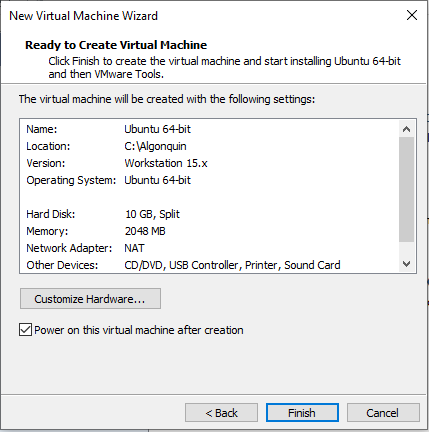 New Virtual Machine Wizard
Ready to Create Virtual Machine
Click Finish to create the virtual machine and start installing Ubuntu 64-bit
and then VMware Tools.
The virtual machine will be created with the following settings:
Name: Ubuntu 64-bit
Location: C:\Algonquin
Version: Workstation 15.x
Operating System: Ubuntu 64-bit
Hard Disk: 10 GB, Split
Memory: 2048 MB
Network Adapter: NAT
Other Devices: CD/DVD, USB Controller, Printer, Sound Card
Customize Hardware...
Power on this virtual machine after creation
< Back Finish Cancel